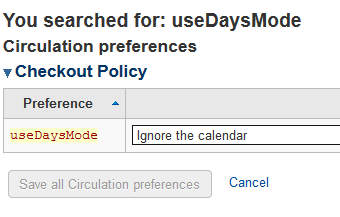 You searched for: useDaysMode
Circulation preferences
Checkout Policy
Preference
useDaysMode Ignore the calendar
Save all Circulation preferences Cancel